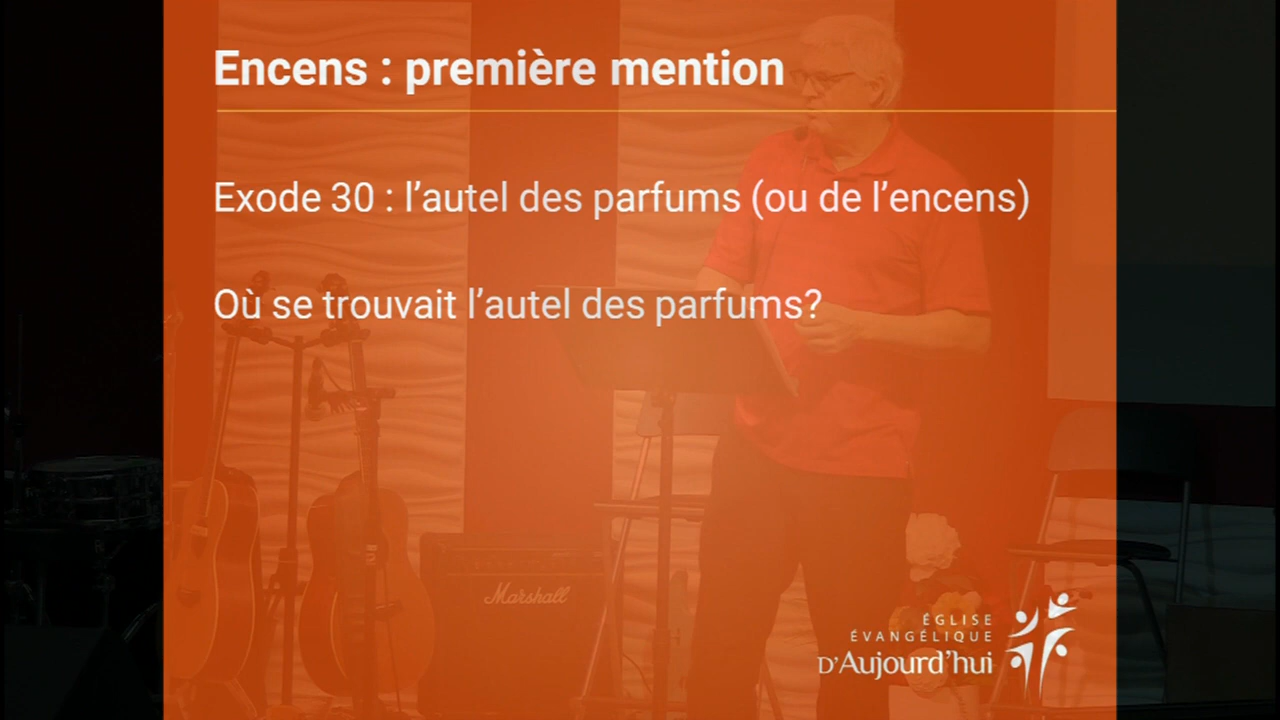 Encens : première mention
Exode 30 : l’autel des parfums (ou de l’encens)
Où se trouvait l’autel des parfums?
Marshall
ÉGLISE
ÉVANGÉLIQUE
D’Aujourd’hui